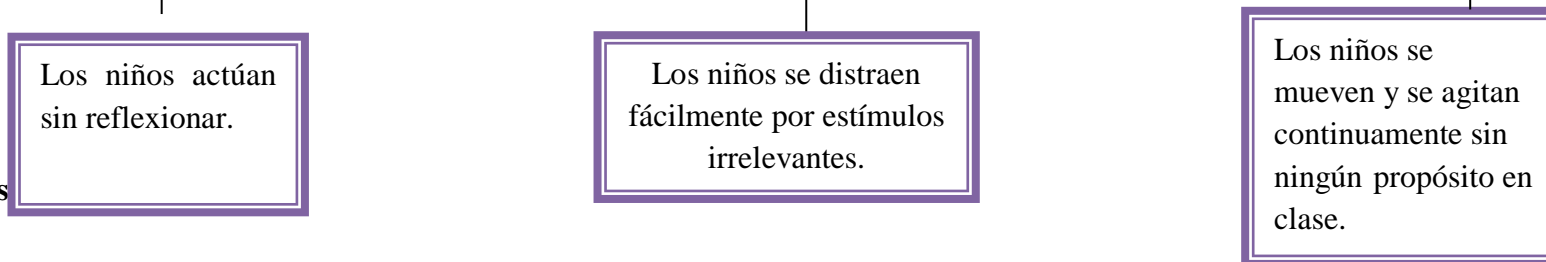 Los niños actúan
sin reflexionar.
s
Los niños se distraen
fácilmente por estímulos
irrelevantes.
Los niños se
mueven y se agitan
continuamente sin
ningún propósito en
clase.